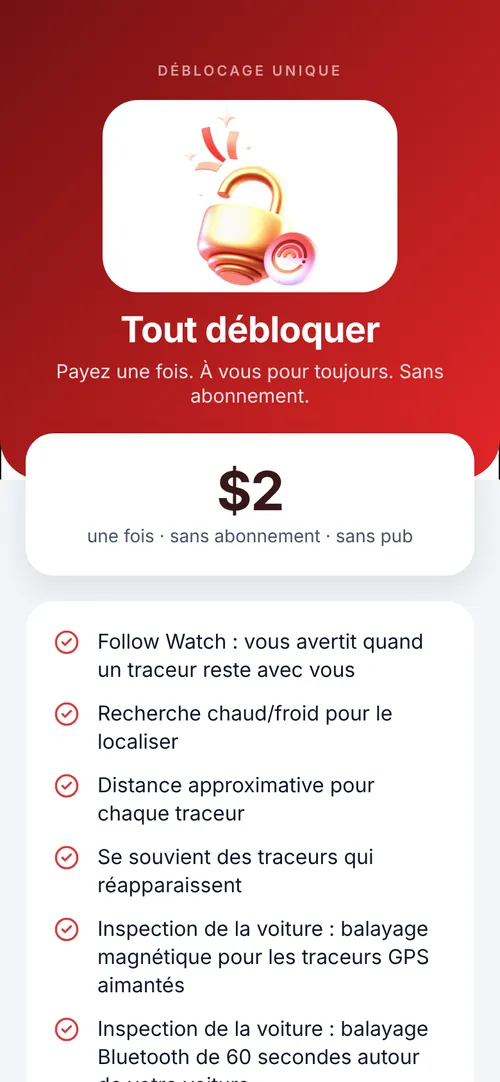 DÉBLOCAGE UNIQUE
Tout débloquer
Payez une fois. À vous pour toujours. Sans
abonnement.
$2
une fois · sans abonnement · sans pub
Follow Watch : vous avertit quand
un traceur reste avec vous
Recherche chaud/froid pour le
localiser
Distance approximative pour
chaque traceur
Se souvient des traceurs qui
réapparaissent
Inspection de la voiture : balayage
magnétique pour les traceurs GPS
aimantés
Inspection de la voiture : balayage
Bluetooth de 60 secondes autour
de votre voiture